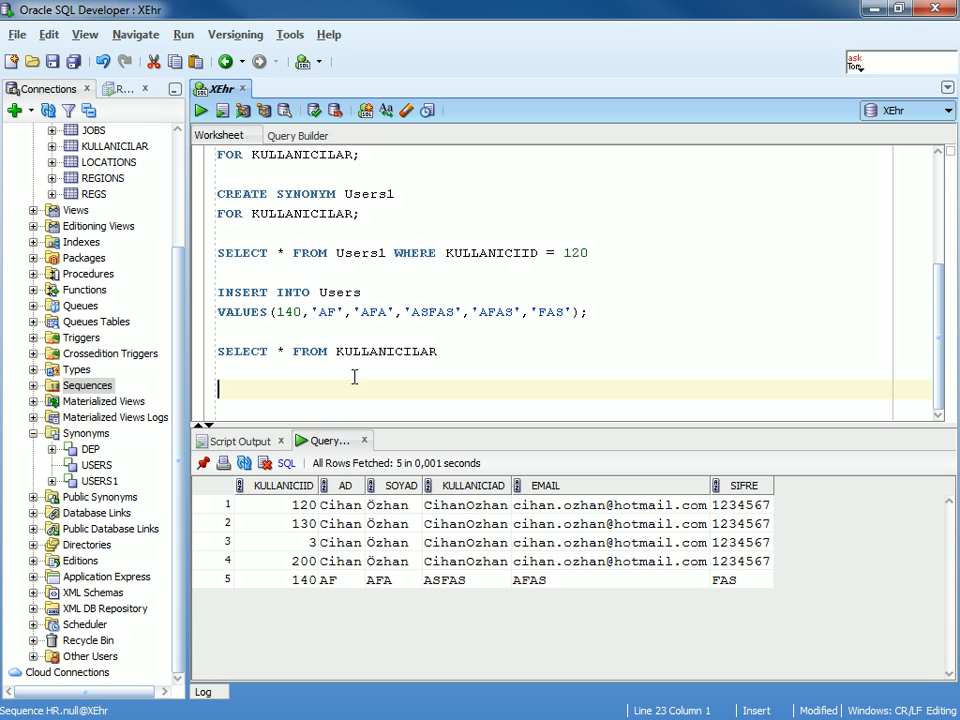 Oracle SQL Developer : XEhr
File Edit View Navigate Run Versioning Tools Help
ask
Tom
Connections
R...
XEhr
XEhr
Worksheet
Query Builder
JOBS
KULLANICILAR
LOCATIONS
REGIONS
REGS
Views
Editioning Views
Indexes
Packages
Procedures
Functions
Queues
Queues Tables
Triggers
Crossedition Triggers
Types
Sequences
Materialized Views
Materialized Views Logs
Synonyms
DEP
USERS
USERS1
Public Synonyms
Database Links
Public Database Links
Directories
Editions
Application Express
XML Schemas
XML DB Repository
Scheduler
Recycle Bin
Other Users
Cloud Connections
FOR KULLANICILAR;
CREATE SYNONYM Users1
FOR KULLANICILAR;
SELECT * FROM Users1 WHERE KULLANICIID = 120
INSERT INTO Users
VALUES(140,'AF','AFA','ASFAS','AFAS','FAS');
SELECT * FROM KULLANICILAR
Script Output
Query...
SQL
All Rows Fetched: 5 in 0,001 seconds
KULLANICIID AD SOYAD KULLANICIAD EMAIL SIFRE
1 120 Cihan Özhan CihanOzhan cihan.ozhan@hotmail.com 1234567
2 130 Cihan Özhan CihanOzhan cihan.ozhan@hotmail.com 1234567
3 3 Cihan Özhan CihanOzhan cihan.ozhan@hotmail.com 1234567
4 200 Cihan Özhan CihanOzhan cihan.ozhan@hotmail.com 1234567
5 140 AF AFA ASFAS AFAS FAS
Log
Sequence HR.null@XEhr
Line 23 Column 1
Insert
Modified
Windows: CR/LF Editing